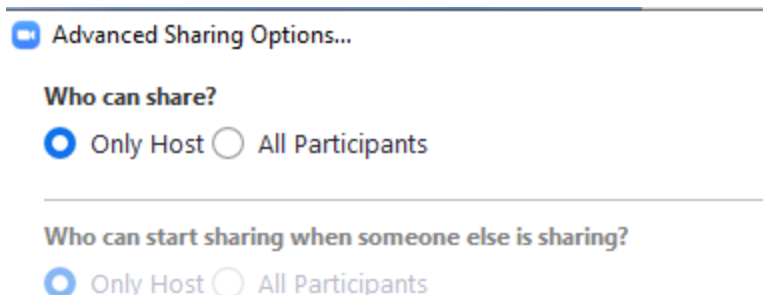 Advanced Sharing Options...
Who can share?
Only Host All Participants
Who can start sharing when someone else is sharing?
Only Host All Participants